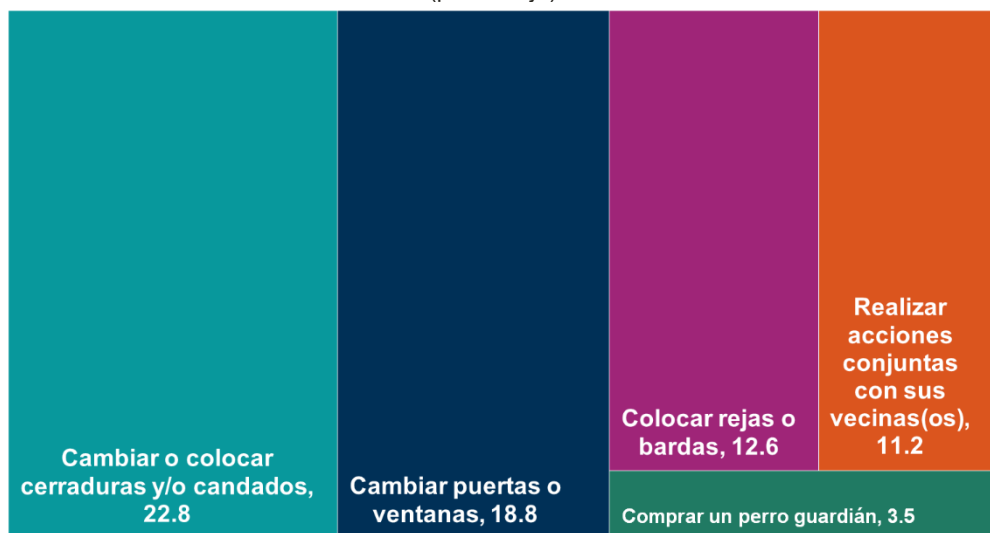 Cambiar o colocar
cerraduras y/o candados,
22.8
Cambiar puertas o
ventanas, 18.8
Colocar rejas o
bardas, 12.6
Realizar
acciones
conjuntas
con sus
vecinas(os),
11.2
Comprar un perro guardián, 3.5